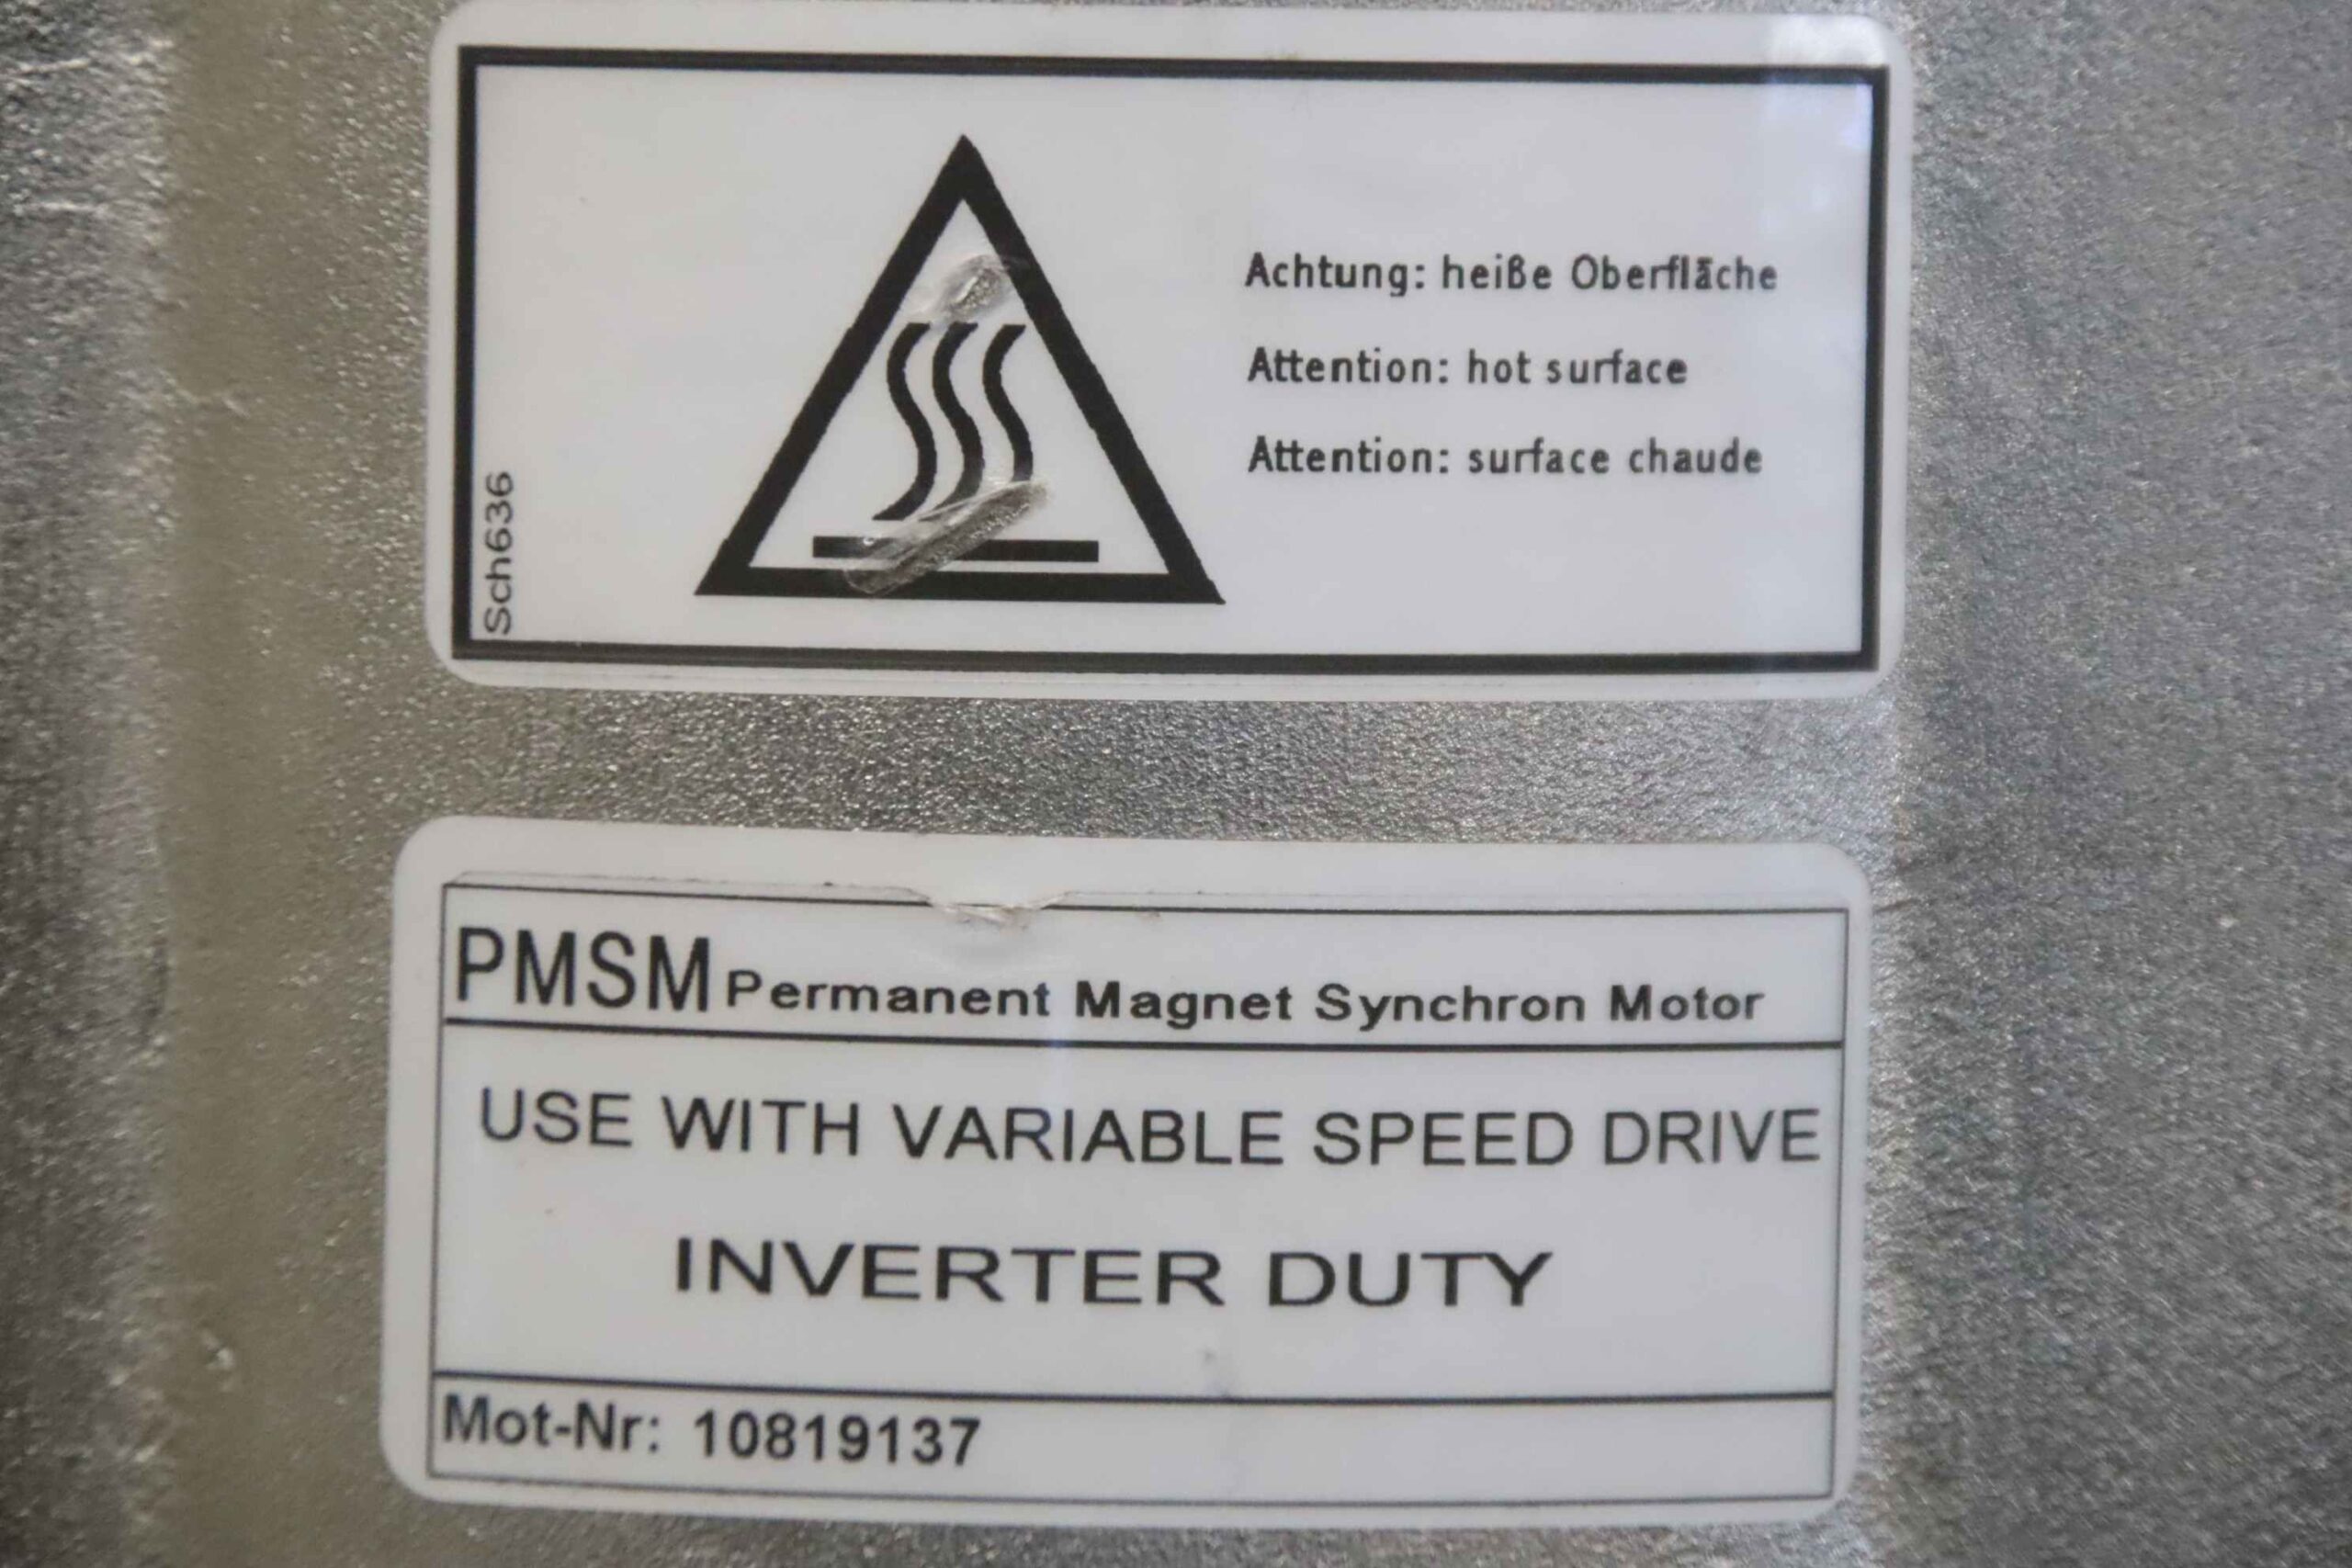 Achtung: heiße Oberfläche
Attention: hot surface
Attention: surface chaude
Sch636
PMSM Permanent Magnet Synchron Motor
USE WITH VARIABLE SPEED DRIVE
INVERTER DUTY
Mot-Nr: 10819137